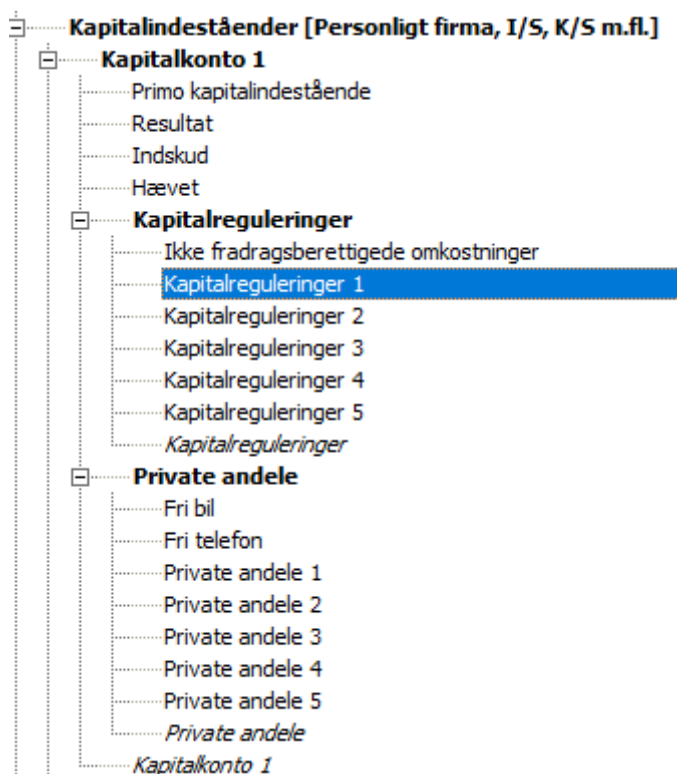 Kapitalindeståender [Personligt firma, I/S, K/S m.fl.]
Kapitalkonto 1
Primo kapitalindestående
Resultat
Indskud
Hævet
Kapitalreguleringer
Ikke fradragsberettigede omkostninger
Kapitalreguleringer 1
Kapitalreguleringer 2
Kapitalreguleringer 3
Kapitalreguleringer 4
Kapitalreguleringer 5
Kapitalreguleringer
Private andele
Fri bil
Fri telefon
Private andele 1
Private andele 2
Private andele 3
Private andele 4
Private andele 5
Private andele
Kapitalkonto 1